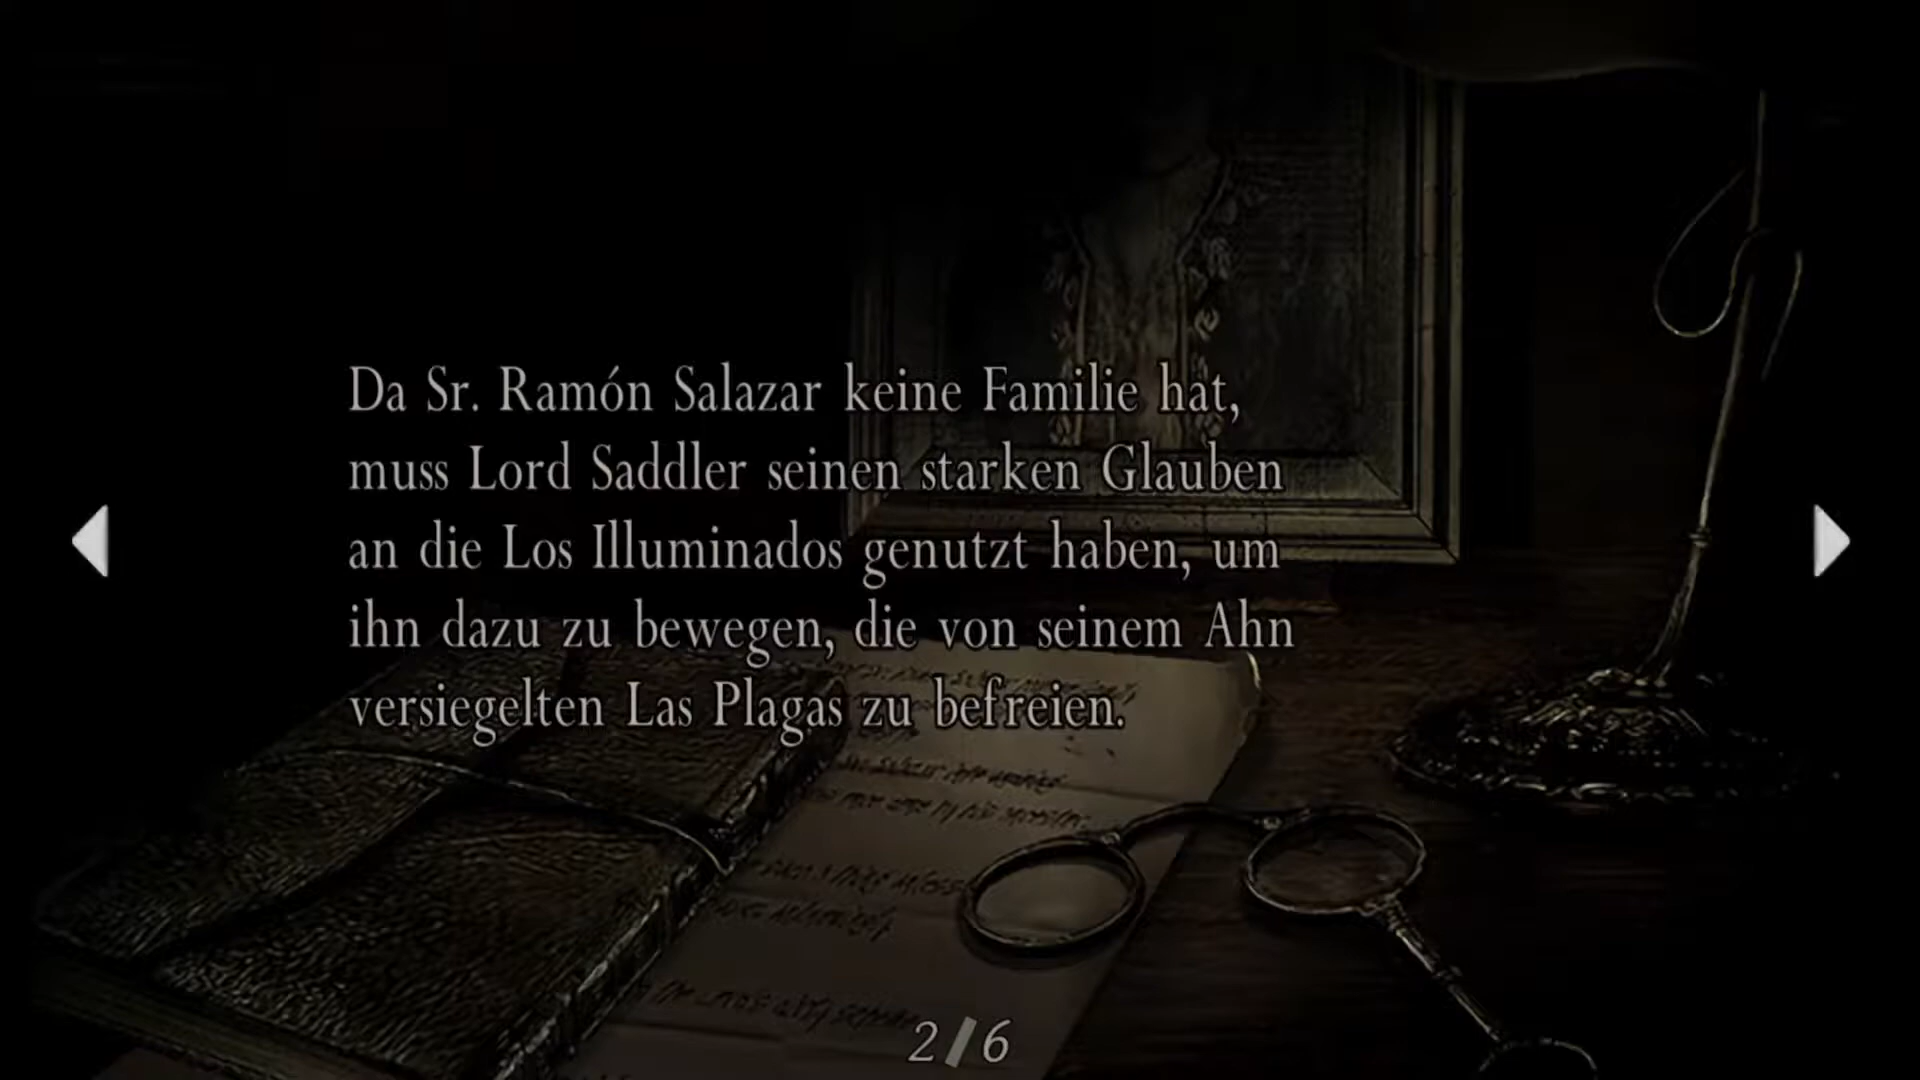 Da Sr. Ramón Salazar keine Familie hat,
muss Lord Saddler seinen starken Glauben
an die Los Illuminados genutzt haben, um
ihn dazu zu bewegen, die von seinem Ahn
versiegelten Las Plagas zu befreien.
2/6